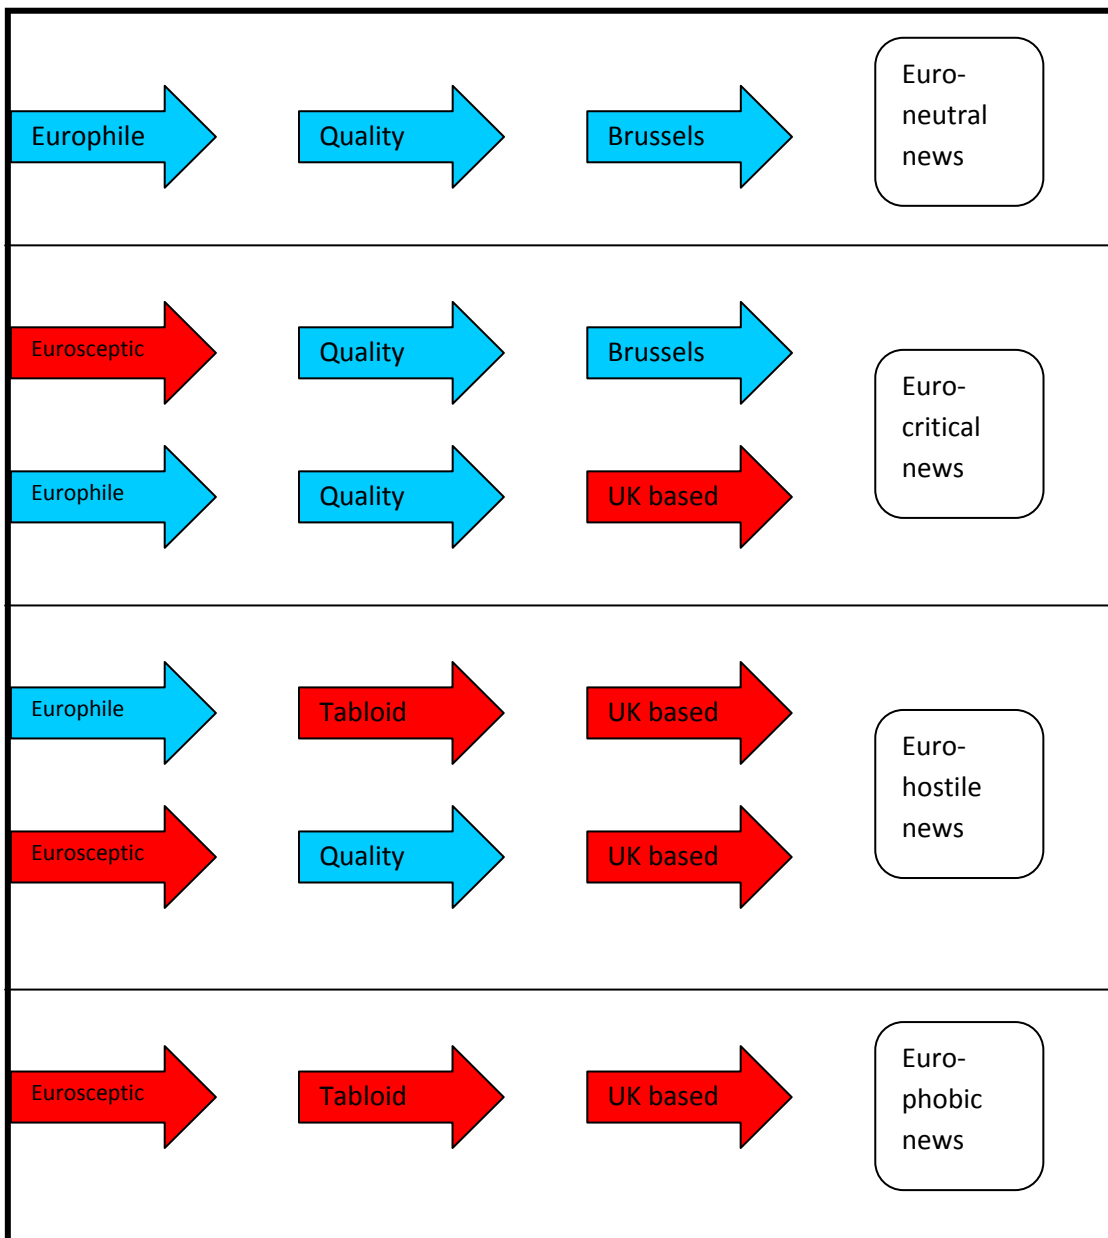 Europhile
Quality
Brussels
Euro-
neutral
news
Eurosceptic
Quality
Brussels
Europhile
Quality
UK based
Euro-
critical
news
Europhile
Tabloid
UK based
Eurosceptic
Quality
UK based
Euro-
hostile
news
Eurosceptic
Tabloid
UK based
Euro-
phobic
news